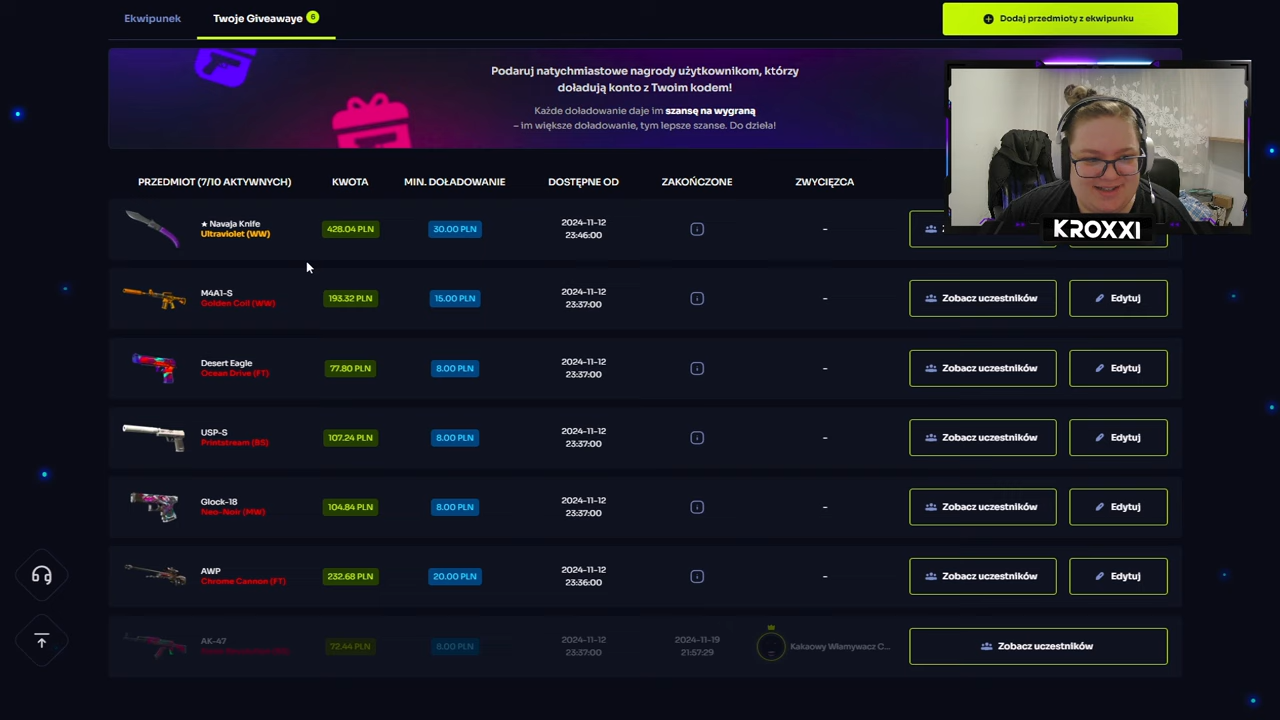 Ekwipunek
Twoje Giveawaye 6
Dodaj przedmioty z ekwipunku
Podaruj natychmiastowe nagrody użytkownikom, którzy
doładują konto z Twoim kodem!
Każde doładowanie daje im szansę na wygraną
– im większe doładowanie, tym lepsze szanse. Do dzieła!
KROXXI
PRZEDMIOT (7/10 AKTYWNYCH) KWOTA MIN. DOŁADOWANIE DOSTĘPNE OD ZAKOŃCZONE ZWYCIĘZCA
★ Navaja Knife
Ultraviolet (WW)
428.04 PLN
30.00 PLN
2024-11-12
23:46:00
-
M4A1-S
Golden Coil (WW)
193.32 PLN
15.00 PLN
2024-11-12
23:37:00
-
Zobacz uczestników
Edytuj
Desert Eagle
Ocean Drive (FT)
77.80 PLN
8.00 PLN
2024-11-12
23:37:00
-
Zobacz uczestników
Edytuj
USP-S
Printstream (BS)
107.24 PLN
8.00 PLN
2024-11-12
23:37:00
-
Zobacz uczestników
Edytuj
Glock-18
Neo-Noir (MW)
104.84 PLN
8.00 PLN
2024-11-12
23:37:00
-
Zobacz uczestników
Edytuj
AWP
Chrome Cannon (FT)
232.68 PLN
20.00 PLN
2024-11-12
23:36:00
-
Zobacz uczestników
Edytuj
AK-47
72.44 PLN
8.00 PLN
2024-11-12
23:37:00
2024-11-19
21:57:29
Kakaowy Włamywacz C...
Zobacz uczestników